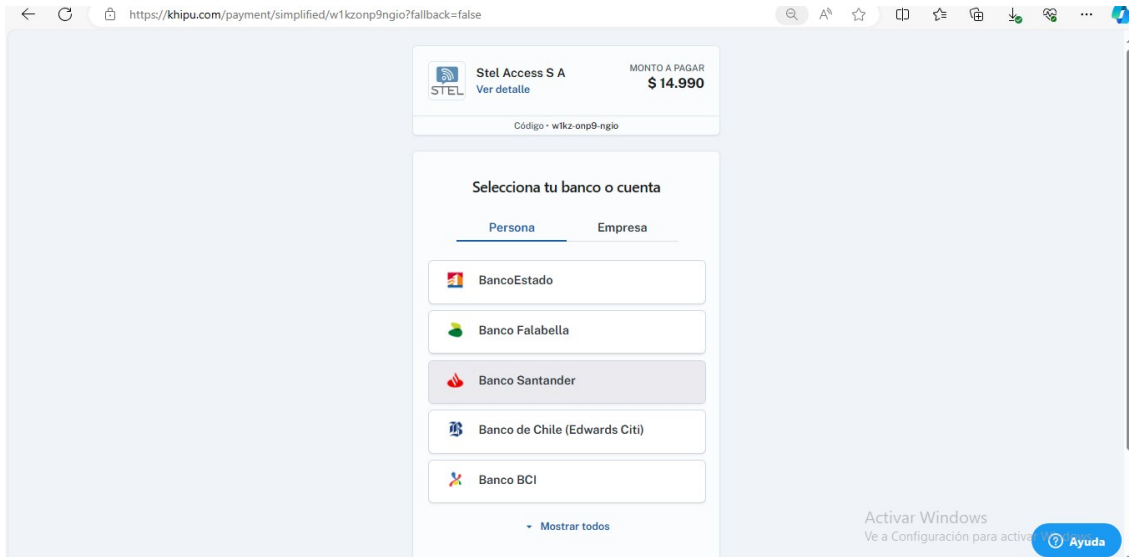 https://khipu.com/payment/simplified/w1kzonp9ngio?fallback=false
STEL
Stel Access S A
Ver detalle
MONTO A PAGAR
$ 14.990
Código · w1kz-onp9-ngio
Selecciona tu banco o cuenta
Persona Empresa
BancoEstado
Banco Falabella
Banco Santander
Banco de Chile (Edwards Citi)
Banco BCI
Mostrar todos
Activar Windows
Ve a Configuración para activar Windows.
Ayuda